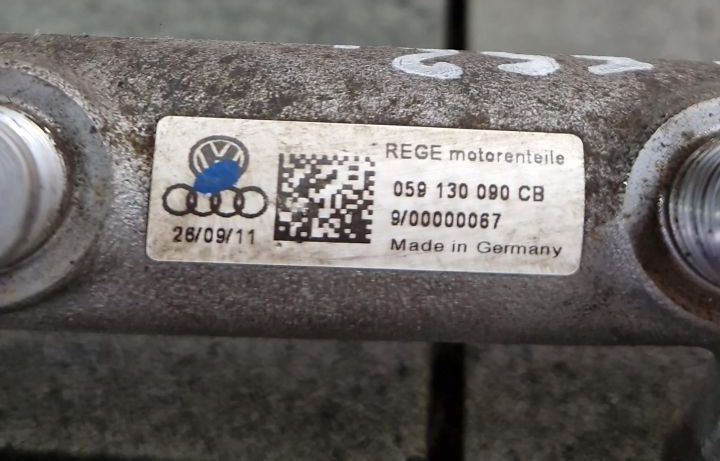 REGE motorenteile
059 130 090 CB
9/00000067
Made in Germany
26/09/11